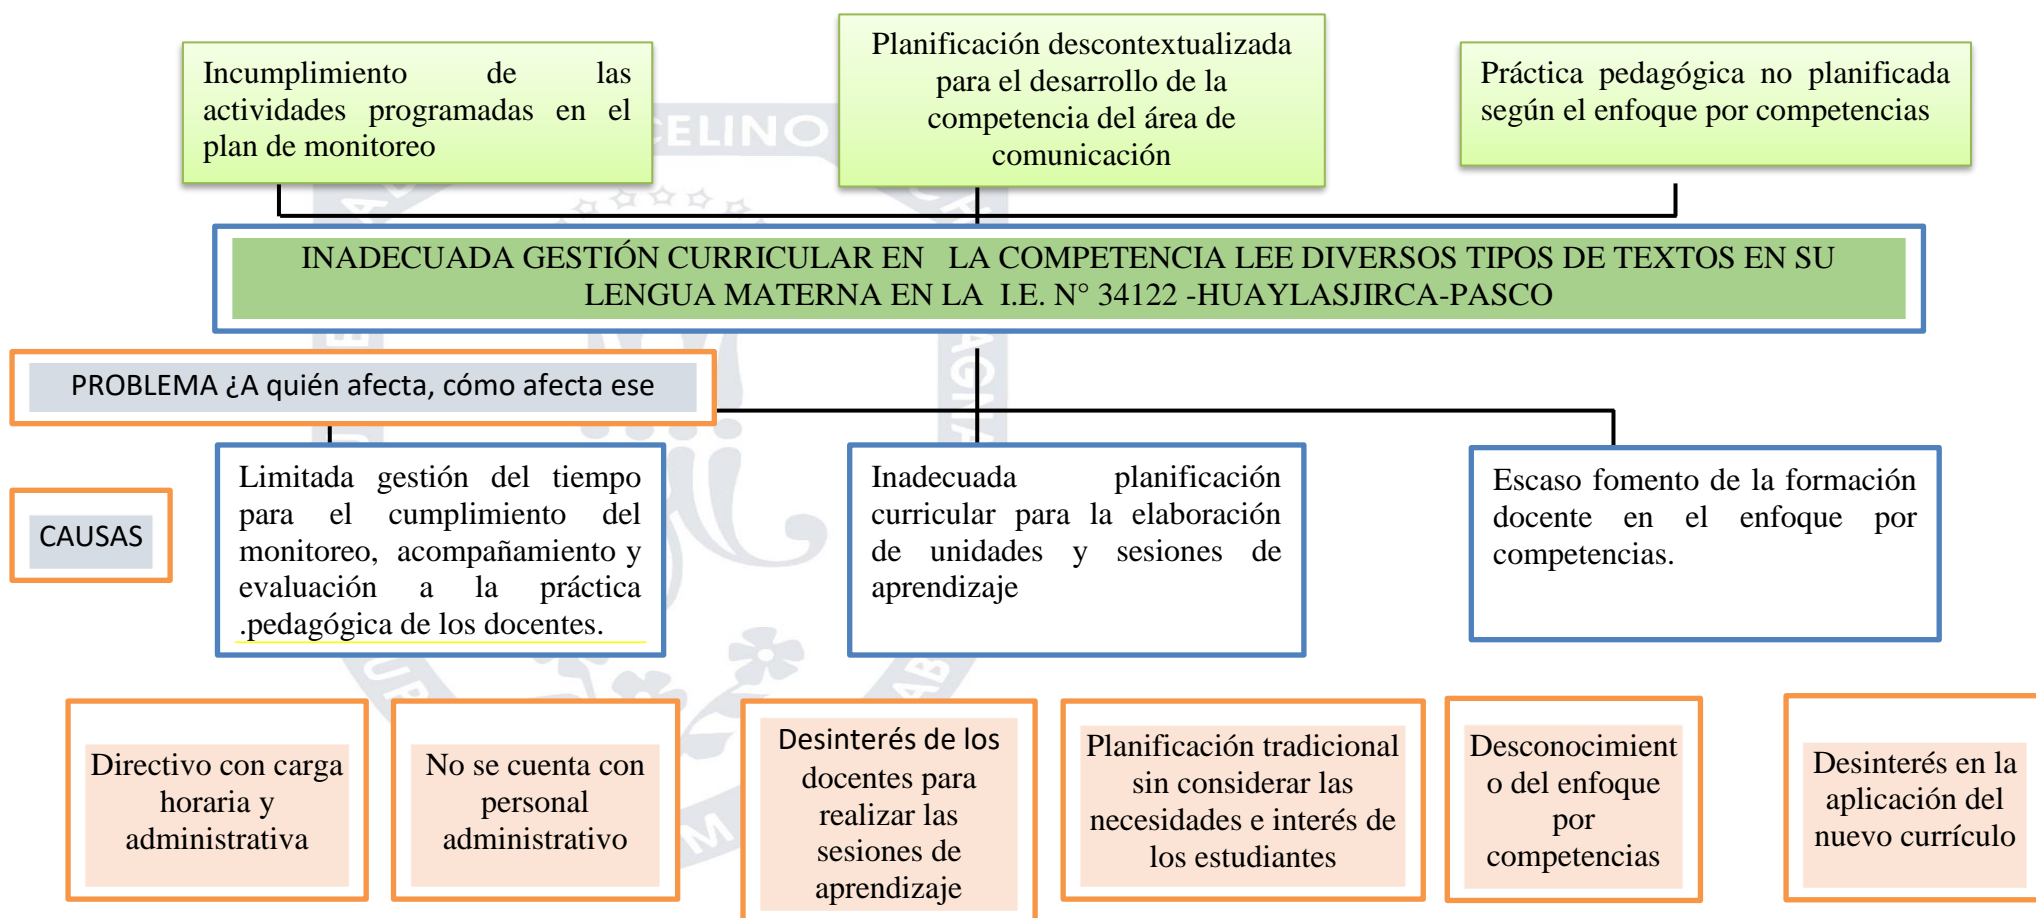 Incumplimiento de las
actividades programadas en el
plan de monitoreo
Planificación descontextualizada
para el desarrollo de la
competencia del área de
comunicación
Práctica pedagógica no planificada
según el enfoque por competencias
INADECUADA GESTIÓN CURRICULAR EN LA COMPETENCIA LEE DIVERSOS TIPOS DE TEXTOS EN SU
LENGUA MATERNA EN LA I.E. N° 34122 -HUAYLASJIRCA-PASCO
PROBLEMA ¿A quién afecta, cómo afecta ese
CAUSAS
Limitada gestión del tiempo
para el cumplimiento del
monitoreo, acompañamiento y
evaluación a la práctica
.pedagógica de los docentes.
Inadecuada planificación
curricular para la elaboración
de unidades y sesiones de
aprendizaje
Escaso fomento de la formación
docente en el enfoque por
competencias.
Directivo con carga
horaria y
administrativa
No se cuenta con
personal
administrativo
Desinterés de los
docentes para
realizar las
sesiones de
aprendizaje
Planificación tradicional
sin considerar las
necesidades e interés de
los estudiantes
Desconocimient
o del enfoque
por
competencias
Desinterés en la
aplicación del
nuevo currículo